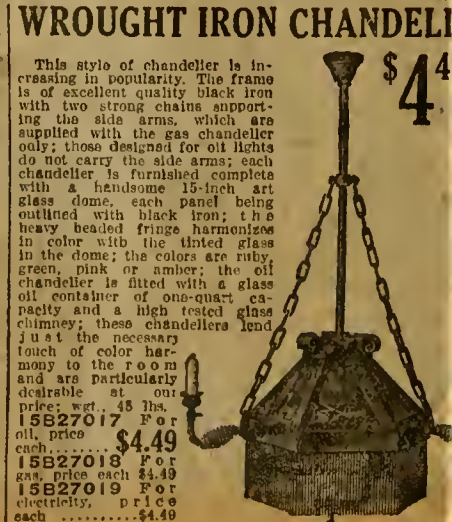 WROUGHT IRON CHANDELI
$4 4
This style of chandelier is in-
creasing in popularity. The frame
is of excellent quality black iron
with two strong chains support-
ing the side arms, which are
supplied with the gas chandelier
only; those designed for oil lights
do not carry the side arms; each
chandelier is furnished complete
with a handsome 15-inch art
glass dome, each panel being
outlined with black iron; the
heavy beaded fringe harmonizes
in color with the tinted glass
in the dome; the colors are ruby,
green, pink or amber; the oil
chandelier is fitted with a glass
oil container of one-quart ca-
pacity and a high tested glass
chimney; these chandeliers lend
just the necessary
touch of color har-
mony to the room
and are particularly
desirable at our
price; wgt., 45 lbs.
15B27017 For
oil, price
each........ $4.49
15B27018 For
gas, price each $4.49
15B27019 For
electricity, price
each ..........$4.49